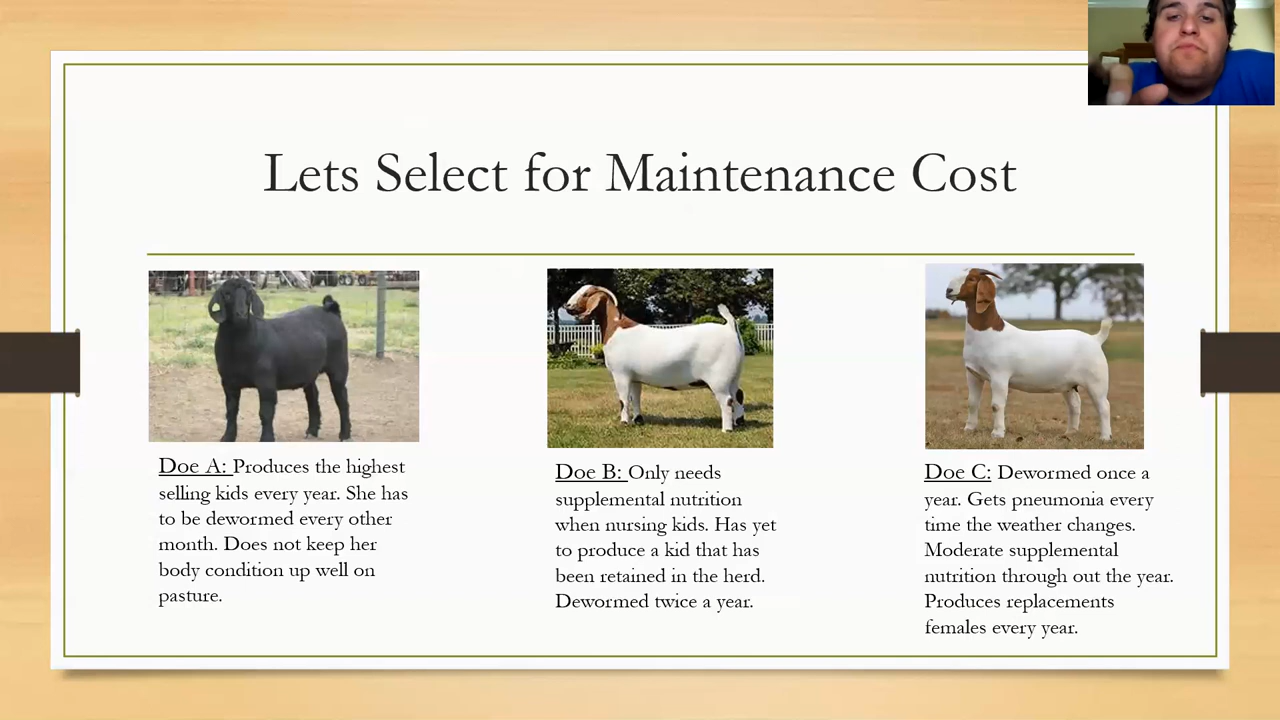 Lets Select for Maintenance Cost
Doe A: Produces the highest
selling kids every year. She has
to be dewormed every other
month. Does not keep her
body condition up well on
pasture.
Doe B: Only needs
supplemental nutrition
when nursing kids. Has yet
to produce a kid that has
been retained in the herd.
Dewormed twice a year.
Doe C: Dewormed once a
year. Gets pneumonia every
time the weather changes.
Moderate supplemental
nutrition through out the year.
Produces replacements
females every year.